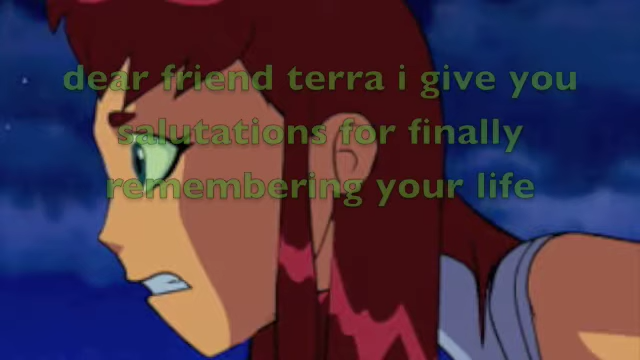 dear friend terra i give you
salutations for finally
remembering your life